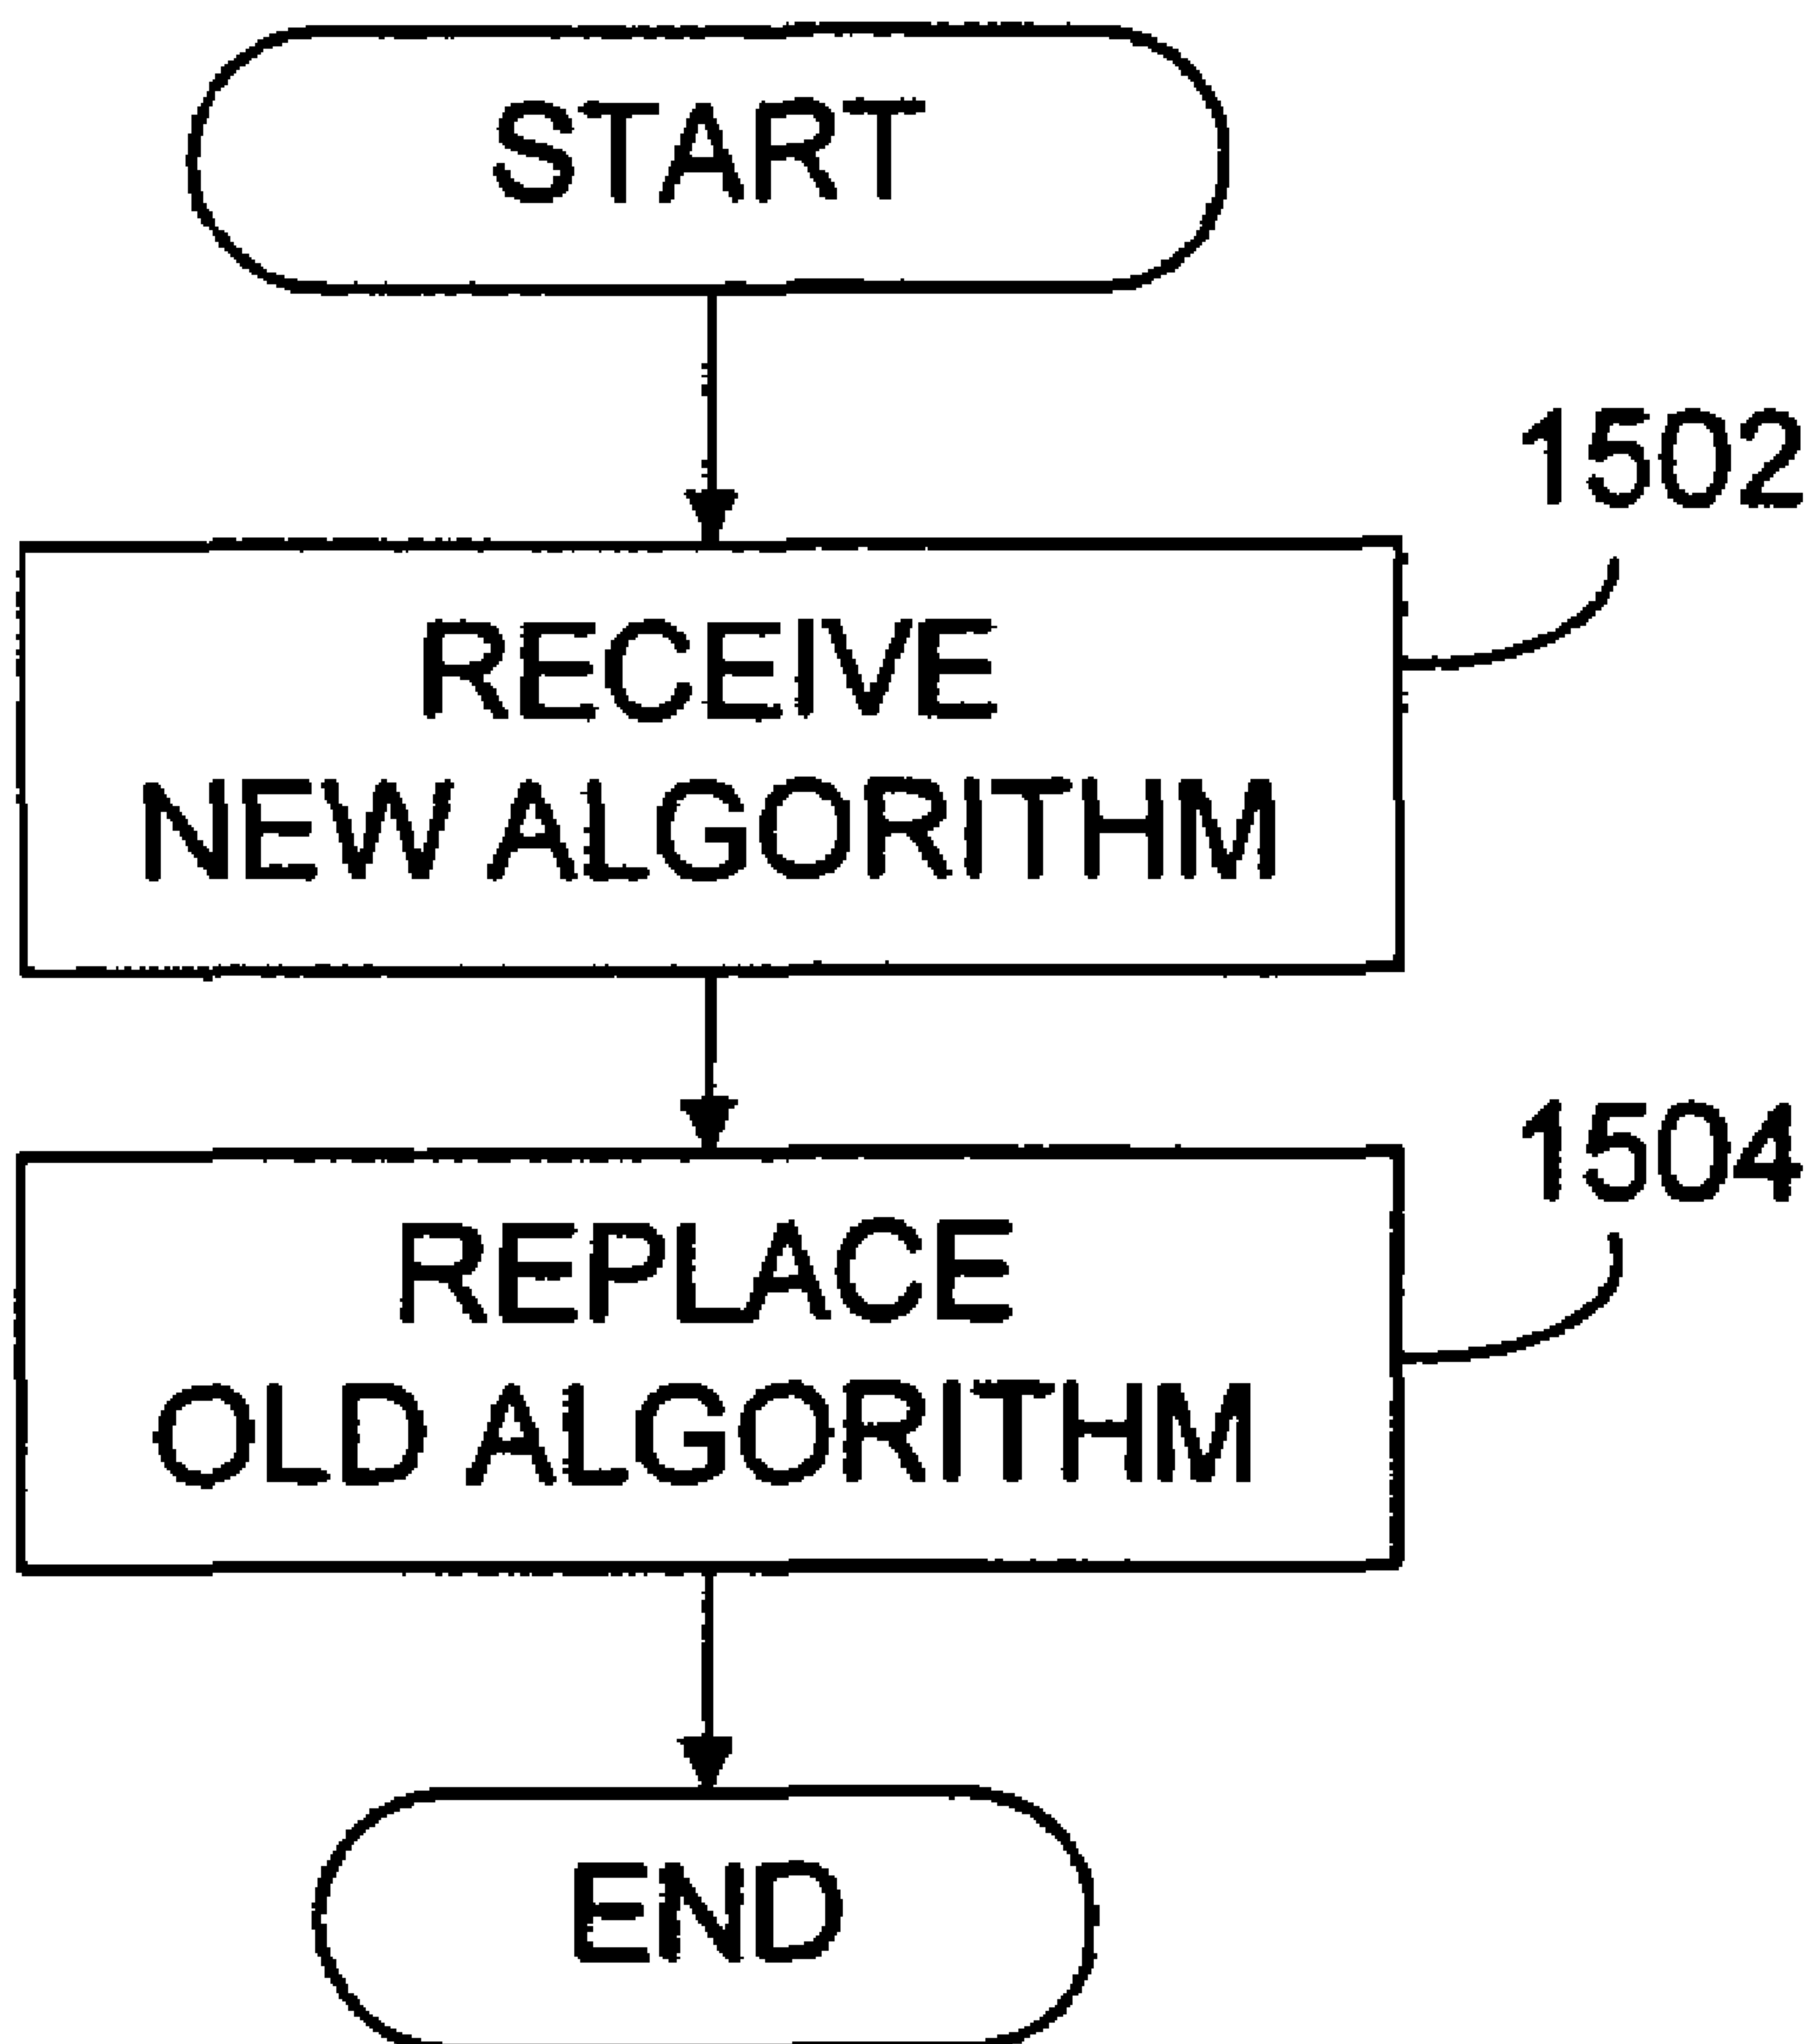 START
1502
RECEIVE
NEW ALGORITHM
1504
REPLACE
OLD ALGORITHM
END